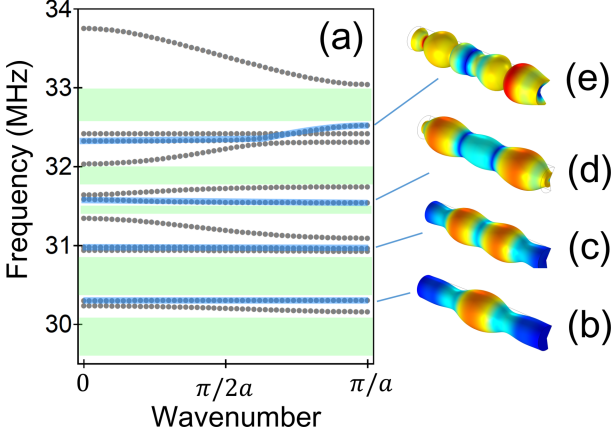 34
33
32
31
30
Frequency (MHz)
(a)
0
π/2a
π/a
Wavenumber
(e)
(d)
(c)
(b)